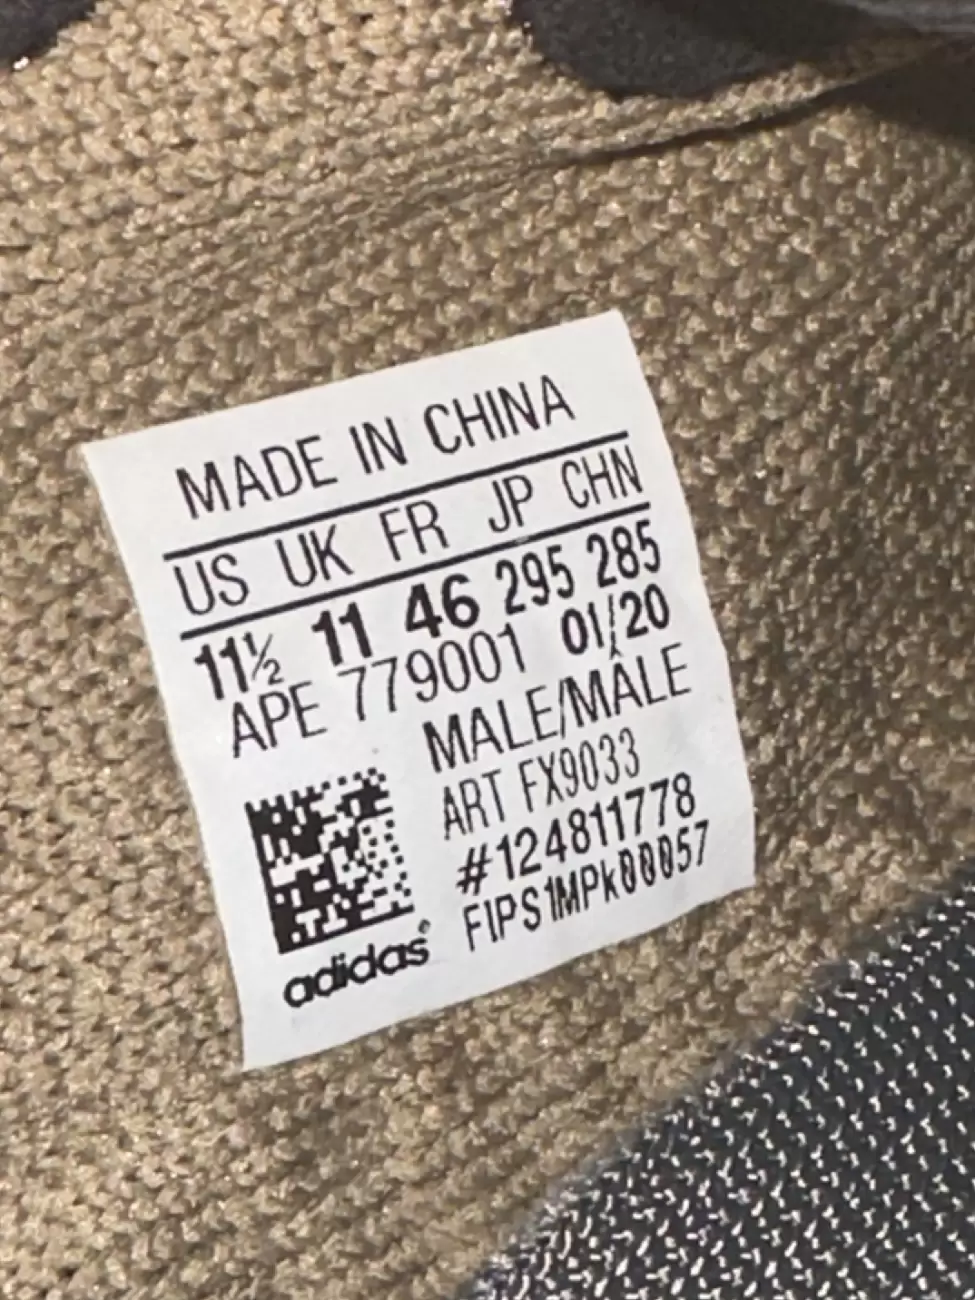 MADE IN CHINA
US UK FR JP CHN
11½ 11 46 295 285
APE 779001 01/20
MALE/MÂLE
ART FX9033
#124811778
FIPS1MPk00057
adidas®